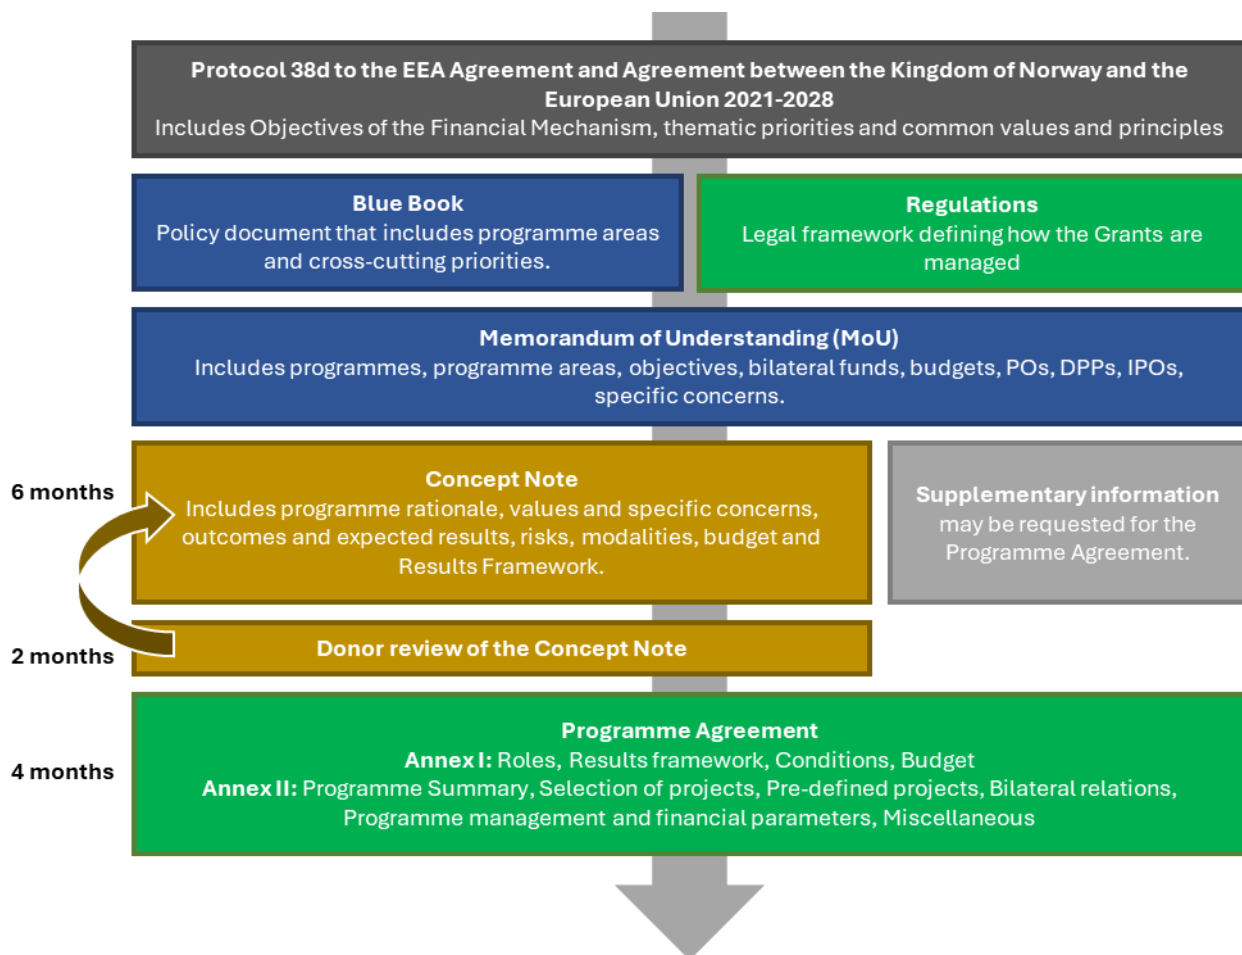 Protocol 38d to the EEA Agreement and Agreement between the Kingdom of Norway and the
European Union 2021-2028
Includes Objectives of the Financial Mechanism, thematic priorities and common values and principles
Blue Book
Policy document that includes programme areas
and cross-cutting priorities.
Regulations
Legal framework defining how the Grants are
managed
Memorandum of Understanding (MoU)
Includes programmes, programme areas, objectives, bilateral funds, budgets, POs, DPPs, IPOs,
specific concerns.
6 months
Concept Note
Includes programme rationale, values and specific concerns,
outcomes and expected results, risks, modalities, budget and
Results Framework.
Supplementary information
may be requested for the
Programme Agreement.
2 months
Donor review of the Concept Note
4 months
Programme Agreement
Annex I: Roles, Results framework, Conditions, Budget
Annex II: Programme Summary, Selection of projects, Pre-defined projects, Bilateral relations,
Programme management and financial parameters, Miscellaneous